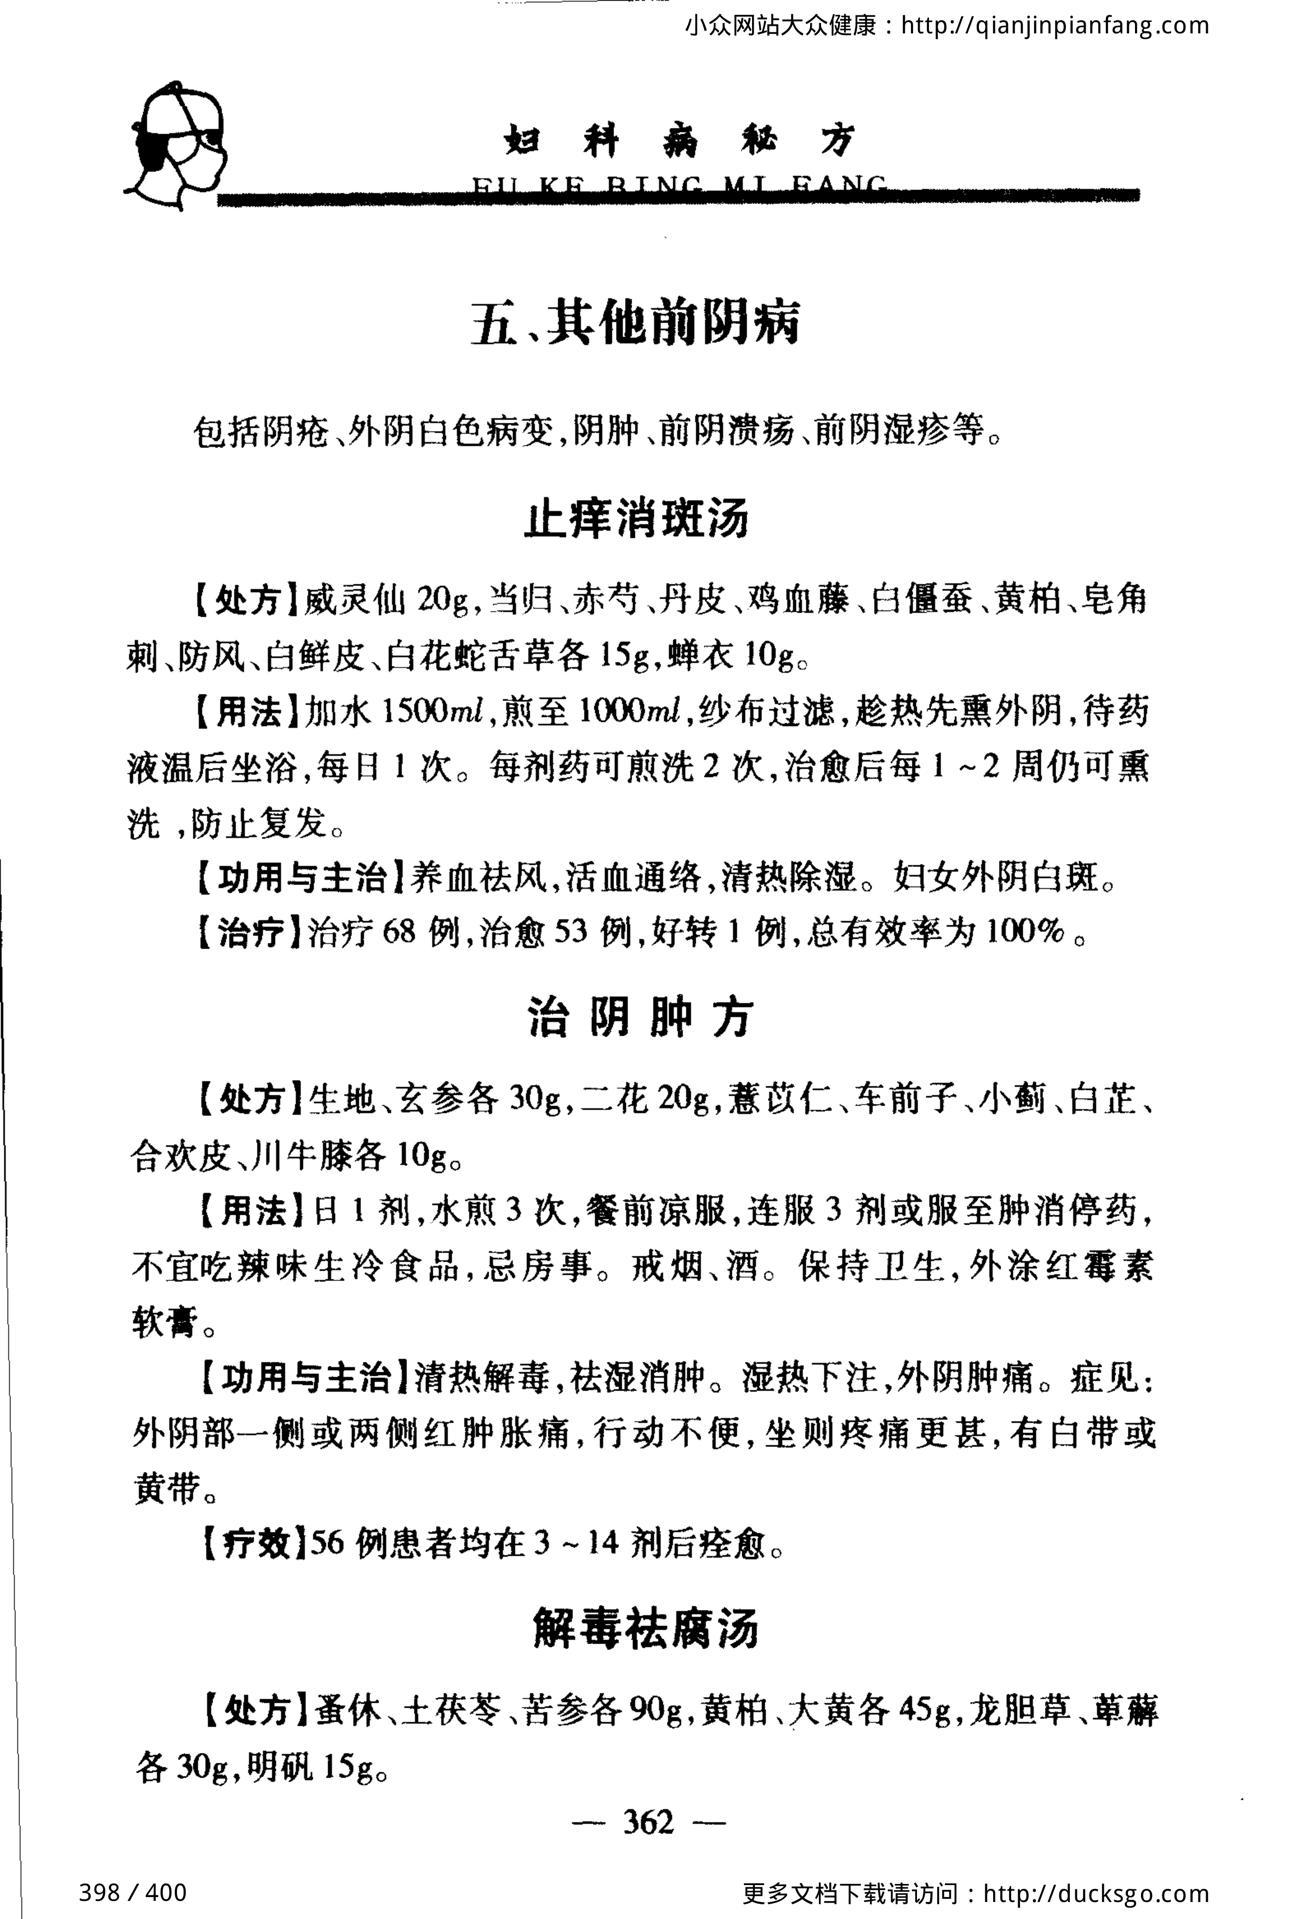 小众网站大众健康：http://qianjinpianfang.com
妇科病秘方
FU KE BING MI FANG
五、其他前阴病
包括阴疮、外阴白色病变,阴肿、前阴溃疡、前阴湿疹等。
止痒消斑汤
【处方】威灵仙 20g,当归、赤芍、丹皮、鸡血藤、白僵蚕、黄柏、皂角
刺、防风、白鲜皮、白花蛇舌草各 15g,蝉衣 10g。
【用法】加水 1500ml,煎至 1000ml,纱布过滤,趁热先熏外阴,待药
液温后坐浴,每日 1 次。每剂药可煎洗 2 次,治愈后每 1 ~ 2 周仍可熏
洗 ,防止复发。
【功用与主治】养血祛风,活血通络,清热除湿。妇女外阴白斑。
【治疗】治疗 68 例,治愈 53 例,好转 1 例,总有效率为 100% 。
治阴肿方
【处方】生地、玄参各 30g,二花 20g,薏苡仁、车前子、小蓟、白芷、
合欢皮、川牛膝各 10g。
【用法】日 1 剂,水煎 3 次,餐前凉服,连服 3 剂或服至肿消停药,
不宜吃辣味生冷食品,忌房事。戒烟、酒。保持卫生,外涂红霉素
软膏。
【功用与主治】清热解毒,祛湿消肿。湿热下注,外阴肿痛。症见:
外阴部一侧或两侧红肿胀痛,行动不便,坐则疼痛更甚,有白带或
黄带。
【疗效】56 例患者均在 3 ~ 14 剂后痊愈。
解毒祛腐汤
【处方】蚤休、土茯苓、苦参各 90g,黄柏、大黄各 45g,龙胆草、萆薢
各 30g,明矾 15g。
— 362 —
398 / 400
更多文档下载请访问：http://ducksgo.com